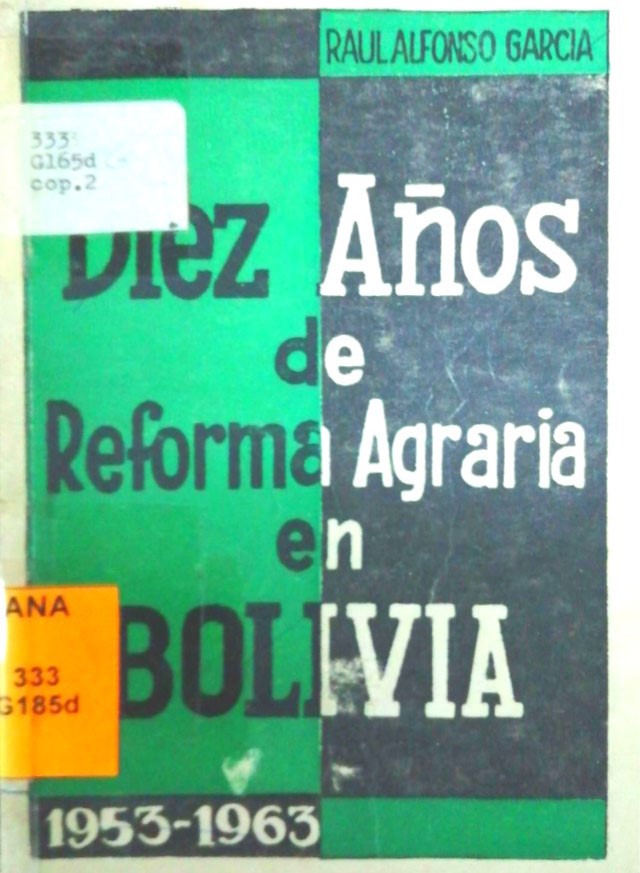 RAUL ALFONSO GARCIA
333
G165d
cop.2
Diez Años
de
Reforma Agraria
en
BOLIVIA
ANA
333
G185d
1953-1963